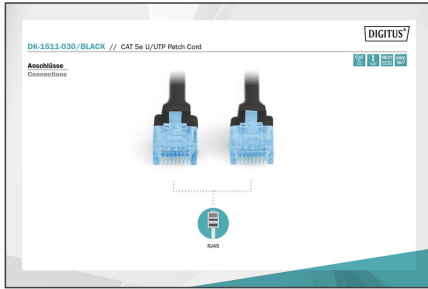 DIGITUS®
DK-1511-030/BLACK // CAT 5e U/UTP Patch Cord
Anschlüsse
Connections
RJ45